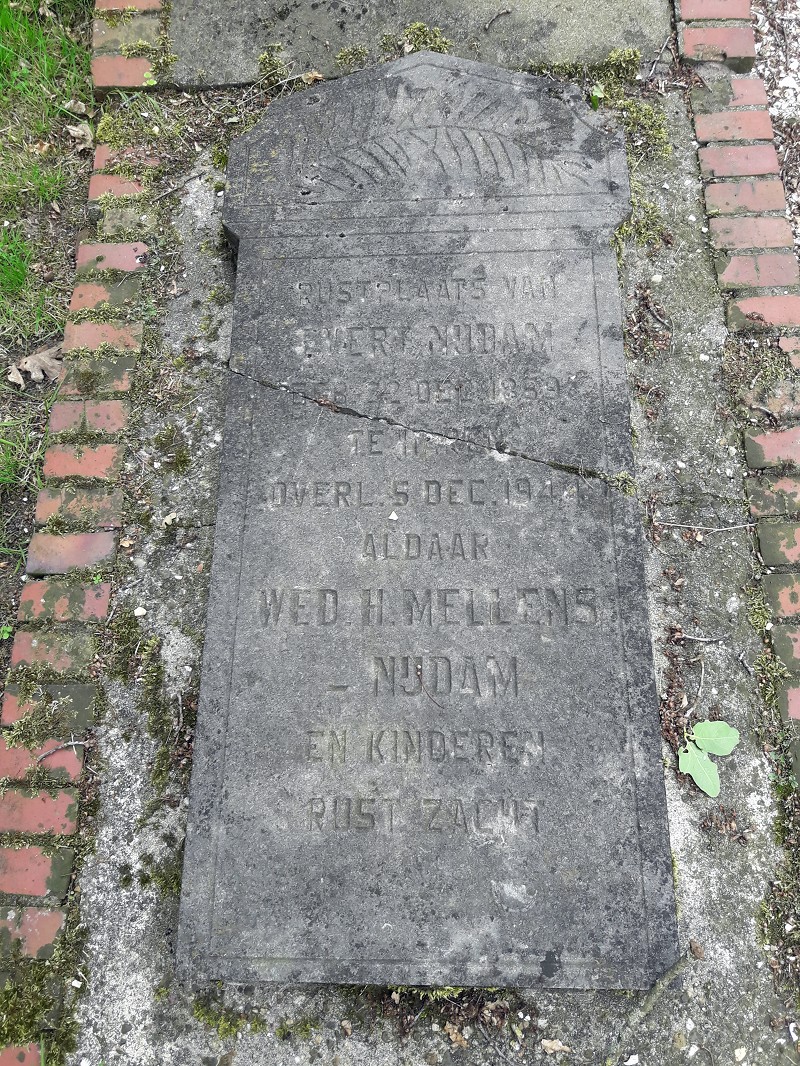 RUSTPLAATS VAN
EVERT NIJDAM
GEB. 22 DEC. 1859
TE
OVERL. 5 DEC. 1944
ALDAAR
WED. H. MELLENS
– NIJDAM
EN KINDEREN
RUST ZACHT